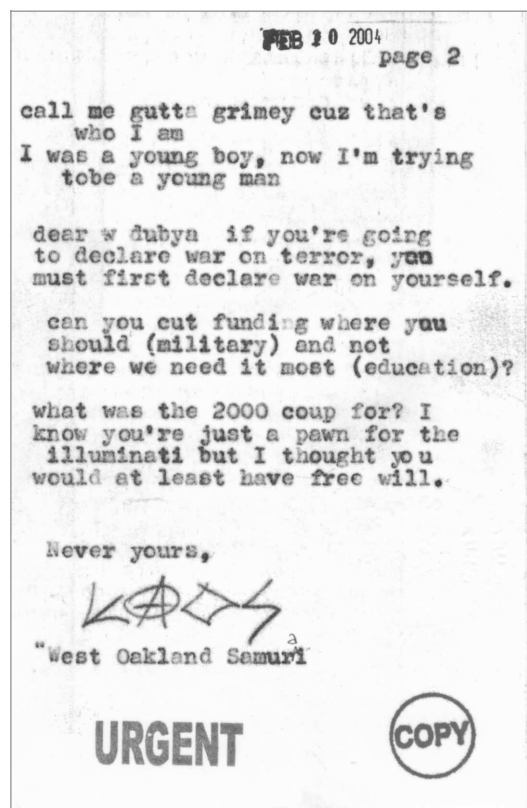 FEB 10 2004
page 2
call me gutta grimey cuz that's
who I am
I was a young boy, now I'm trying
tobe a young man
dear w dubya if you're going
to declare war on terror, you
must first declare war on yourself.
can you cut funding where you
should (military) and not
where we need it most (education)?
what was the 2000 coup for? I
know you're just a pawn for the
illuminati but I thought you
would at least have free will.
Never yours,
KAOS
a
"West Oakland Samuri
URGENT
COPY